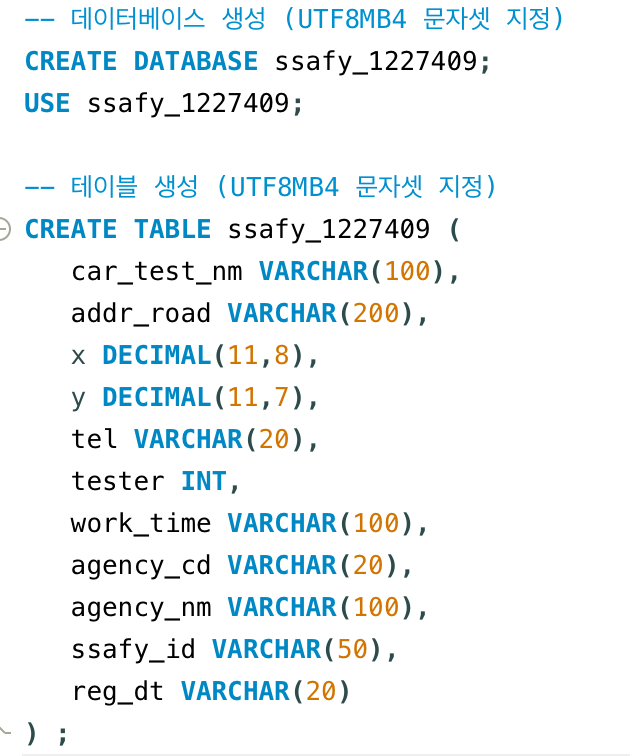 -- 데이터베이스 생성 (UTF8MB4 문자셋 지정)
CREATE DATABASE ssafy_1227409;
USE ssafy_1227409;
-- 테이블 생성 (UTF8MB4 문자셋 지정)
CREATE TABLE ssafy_1227409 (
car_test_nm VARCHAR(100),
addr_road VARCHAR(200),
x DECIMAL(11,8),
y DECIMAL(11,7),
tel VARCHAR(20),
tester INT,
work_time VARCHAR(100),
agency_cd VARCHAR(20),
agency_nm VARCHAR(100),
ssafy_id VARCHAR(50),
reg_dt VARCHAR(20)
) ;